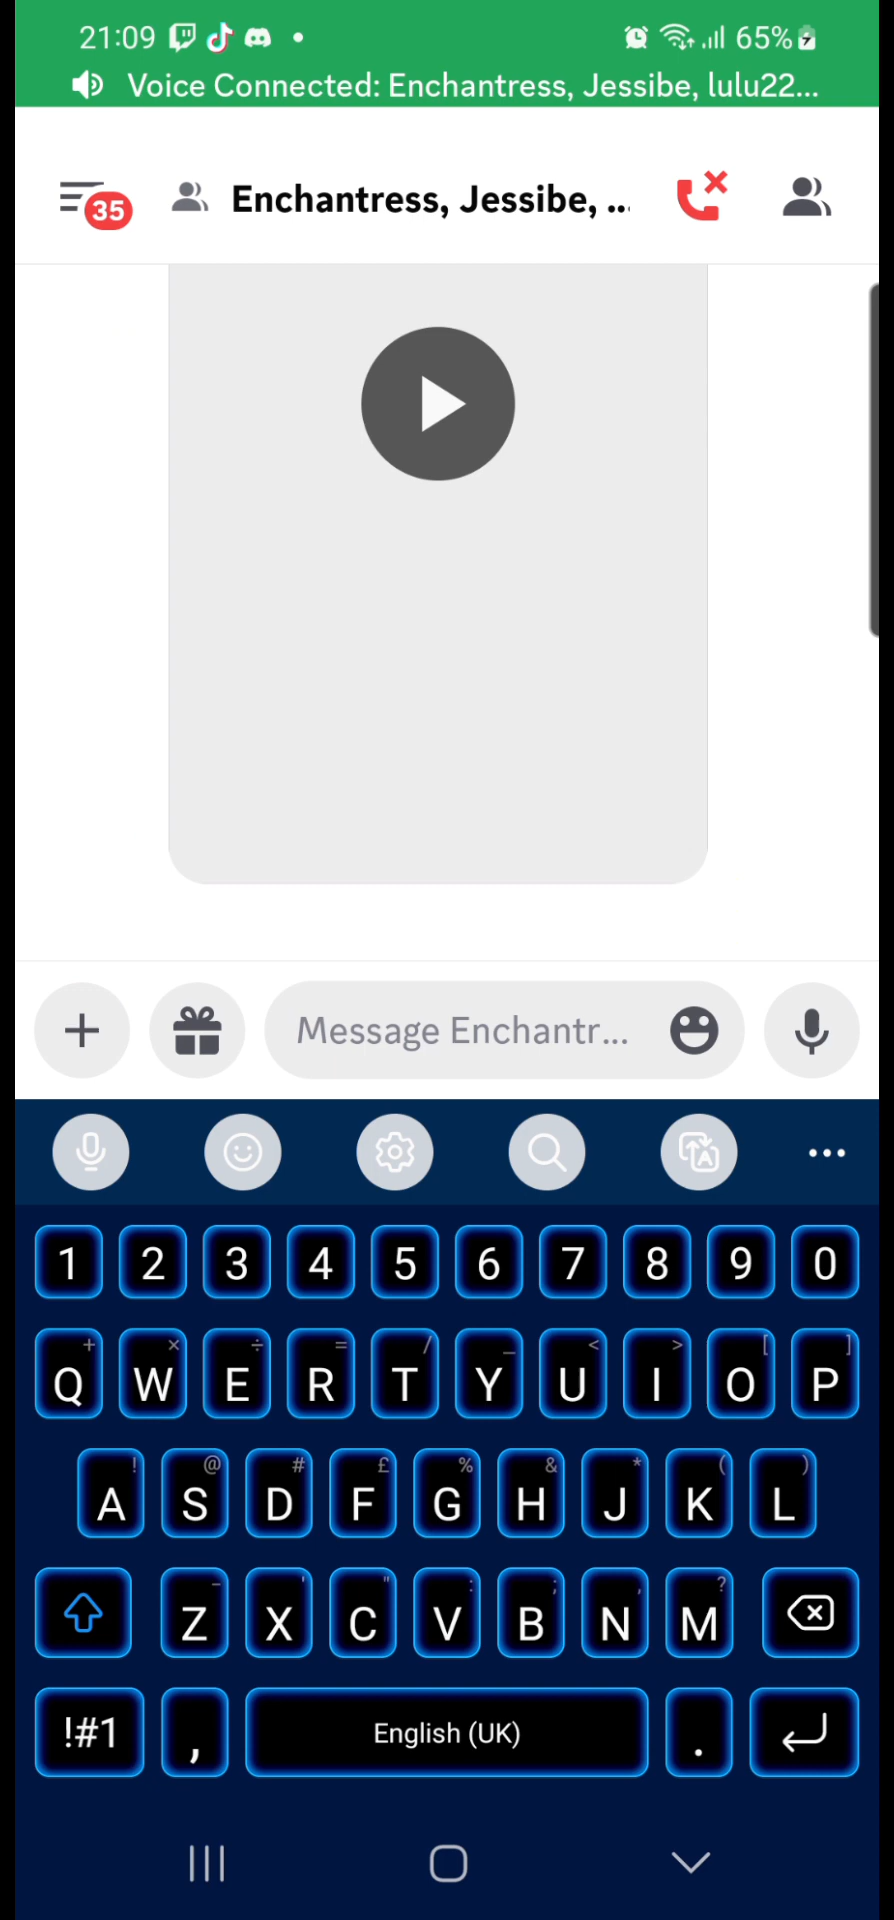 21:09 65%
Voice Connected: Enchantress, Jessibe, lulu22...
35 Enchantress, Jessibe, ...
Message Enchantr...
1 2 3 4 5 6 7 8 9 0
+ × ÷ = / _ < > [ ]
Q W E R T Y U I O P
! @ # £ % & * ( )
A S D F G H J K L
- ' " : ; , ?
Z X C V B N M
!#1 , English (UK) .